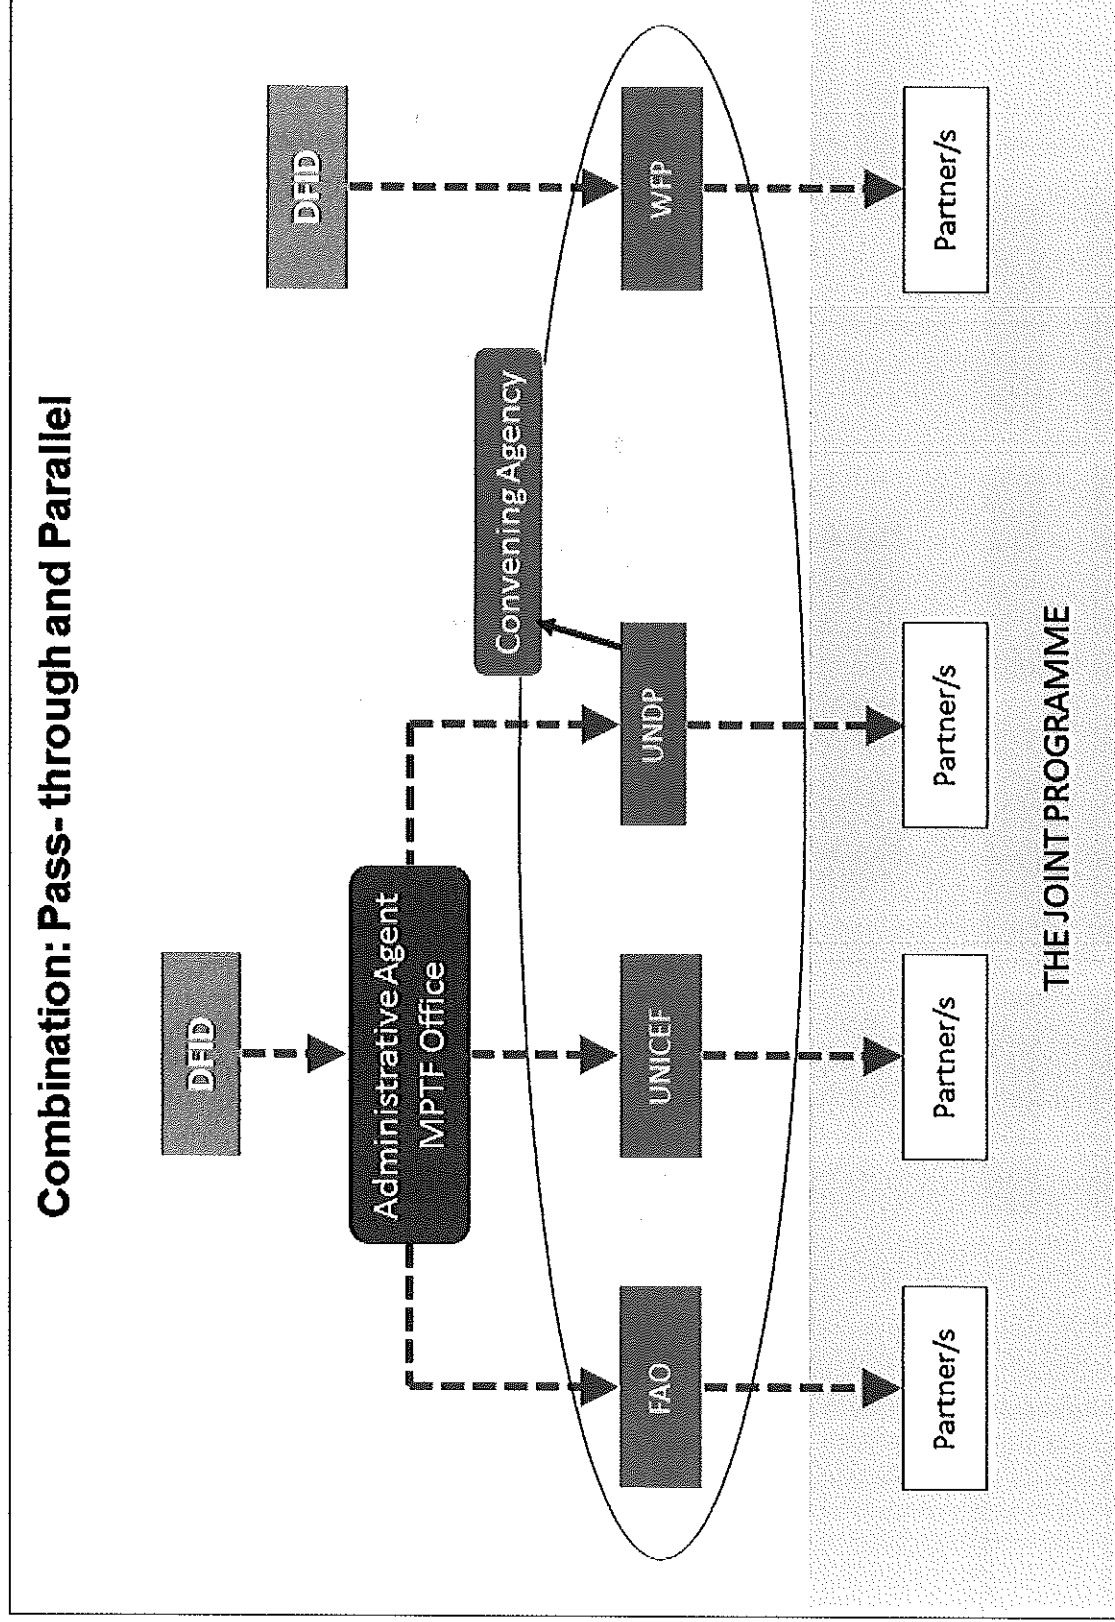 Combination: Pass- through and Parallel
DFID
DFID
Administrative Agent
MPTF Office
Convening Agency
FAO
UNICEF
UNDP
WFP
Partner/s
Partner/s
Partner/s
Partner/s
THE JOINT PROGRAMME